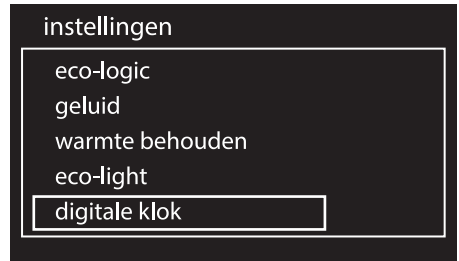 instellingen
eco-logic
geluid
warmte behouden
eco-light
digitale klok